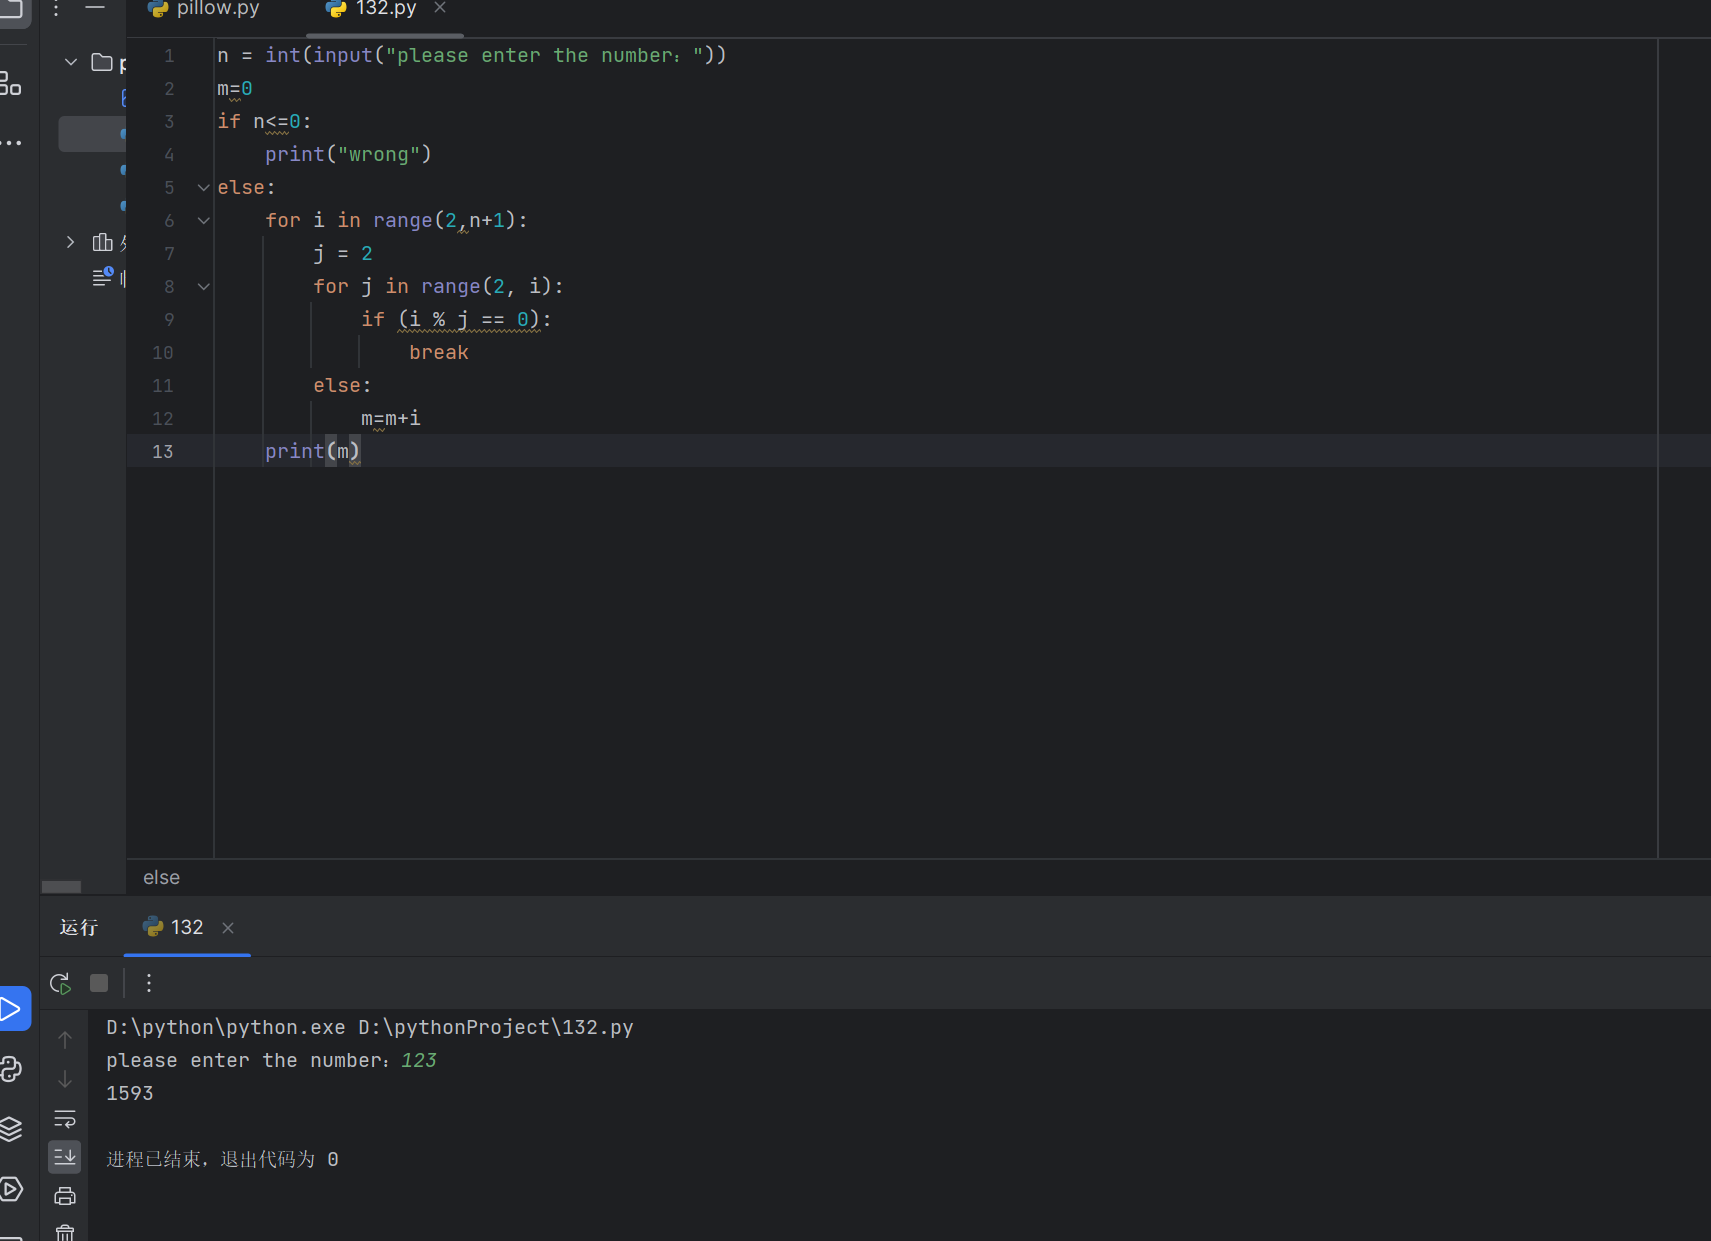 pillow.py
132.py
1 n = int(input("please enter the number："))
2 m=0
3 if n<=0:
4     print("wrong")
5 else:
6     for i in range(2,n+1):
7         j = 2
8         for j in range(2, i):
9             if (i % j == 0):
10                 break
11         else:
12             m=m+i
13     print(m)
else
运行
132
D:\python\python.exe D:\pythonProject\132.py
please enter the number：123
1593
进程已结束，退出代码为 0